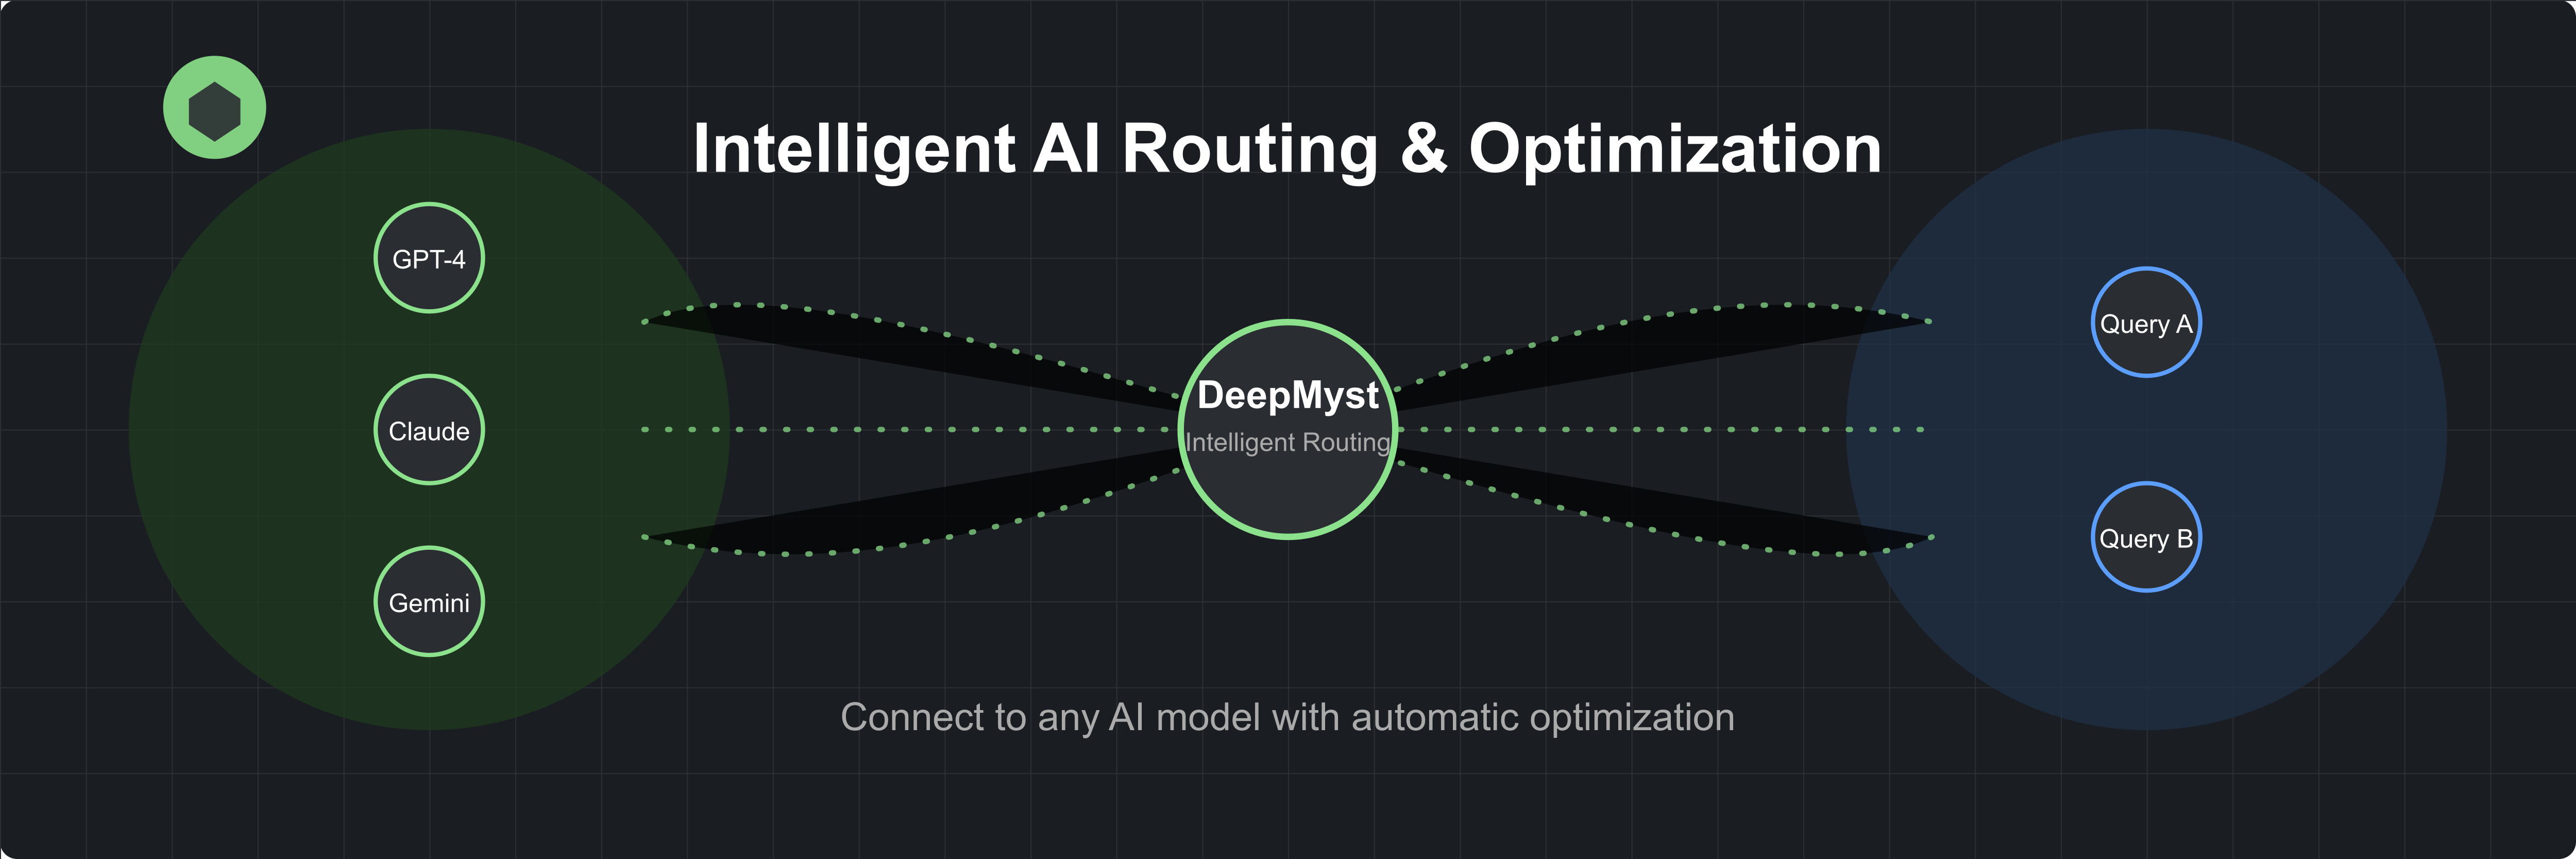 Intelligent AI Routing & Optimization
GPT-4
Claude
Gemini
DeepMyst
Intelligent Routing
Query A
Query B
Connect to any AI model with automatic optimization